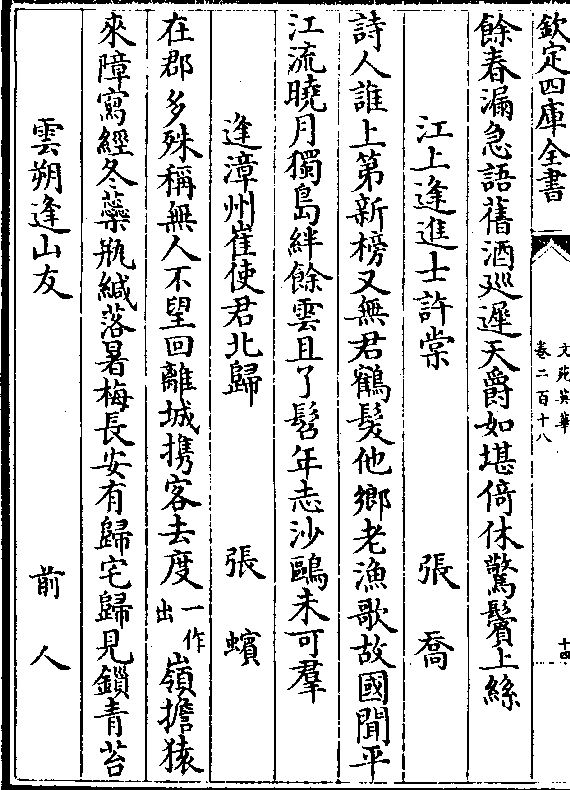 欽定四庫全書
文苑英華
卷二百十八
十四
餘春漏急語舊酒廵遲天爵如堪倚休驚鬢上絲
江上逢進士許棠 張喬
詩人誰上第新榜又無君鶴髮他鄉老漁歌故國聞平
江流曉月獨島絆餘雲且了髫年志沙鷗未可羣
逢漳州崔使君北歸 張蠙
在郡多殊稱無人不望回離城攜客去度一作出嶺擔猿
來障寫經冬蘂瓶緘落暑梅長安有歸宅歸見鎖青苔
雲朔逢山友 前人